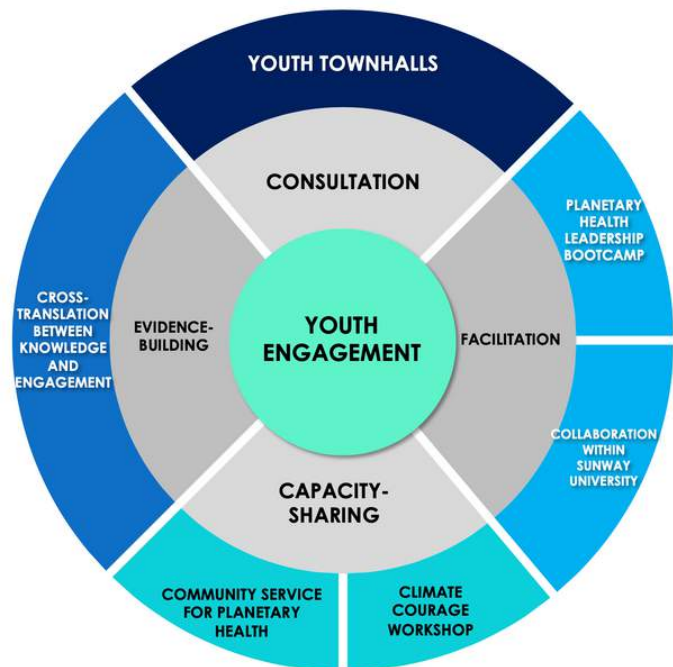 YOUTH TOWNHALLS
CONSULTATION
PLANETARY
HEALTH
LEADERSHIP
BOOTCAMP
CROSS-
TRANSLATION
BETWEEN
KNOWLEDGE
AND
ENGAGEMENT
EVIDENCE-
BUILDING
YOUTH
ENGAGEMENT
FACILITATION
COLLABORATION
WITHIN
SUNWAY
UNIVERSITY
CAPACITY-
SHARING
COMMUNITY SERVICE
FOR PLANETARY
HEALTH
CLIMATE
COURAGE
WORKSHOP